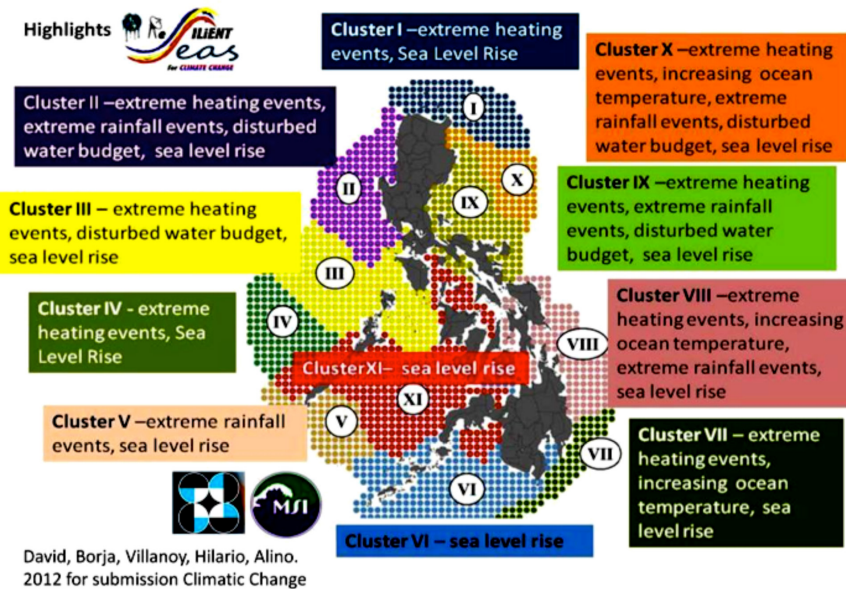 Highlights
ReSILIENT
Seas
for CLIMATE CHANGE
Cluster I –extreme heating
events, Sea Level Rise
Cluster X –extreme heating
events, increasing ocean
temperature, extreme
rainfall events, disturbed
water budget, sea level rise
Cluster II –extreme heating events,
extreme rainfall events, disturbed
water budget, sea level rise
Cluster IX –extreme heating
events, extreme rainfall
events, disturbed water
budget, sea level rise
Cluster III – extreme heating
events, disturbed water budget,
sea level rise
Cluster IV - extreme
heating events, Sea
Level Rise
Cluster VIII –extreme
heating events, increasing
ocean temperature,
extreme rainfall events,
sea level rise
ClusterXI– sea level rise
Cluster V –extreme rainfall
events, sea level rise
Cluster VII – extreme
heating events,
increasing ocean
temperature, sea
level rise
Cluster VI – sea level rise
I
II
X
IX
III
IV
VIII
XI
V
VII
VI
MSI
David, Borja, Villanoy, Hilario, Alino.
2012 for submission Climatic Change